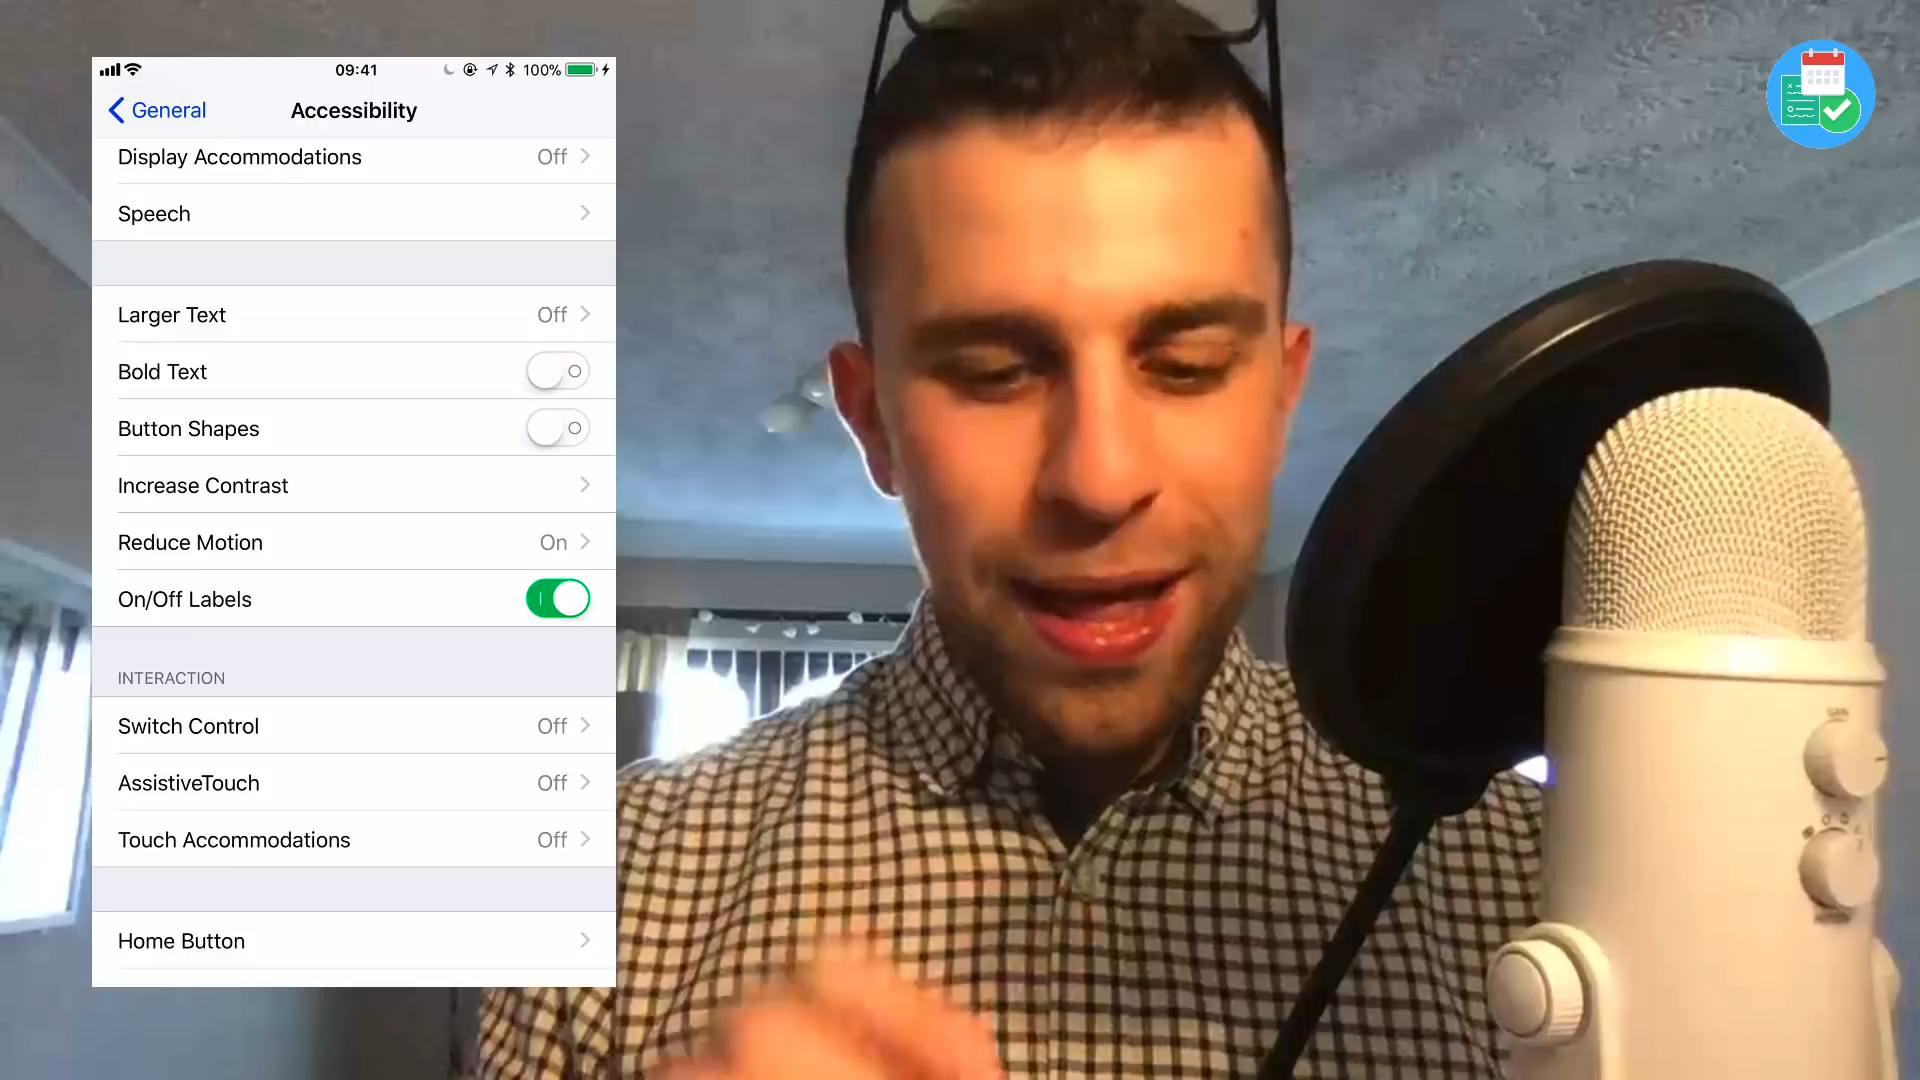 09:41 100%
General Accessibility
Display Accommodations Off
Speech
Larger Text Off
Bold Text
Button Shapes
Increase Contrast
Reduce Motion On
On/Off Labels
INTERACTION
Switch Control Off
AssistiveTouch Off
Touch Accommodations Off
Home Button